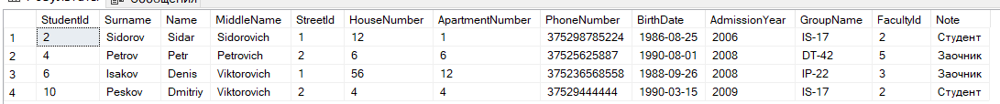 StudentId Surname Name MiddleName StreetId HouseNumber ApartmentNumber PhoneNumber BirthDate AdmissionYear GroupName FacultyId Note
1 2 Sidorov Sidar Sidorovich 1 12 1 375298785224 1986-08-25 2006 IS-17 2 Студент
2 4 Petrov Petr Petrovich 2 6 6 37525625887 1990-08-01 2008 DT-42 5 Заочник
3 6 Isakov Denis Viktorovich 1 56 12 375236568558 1988-09-26 2008 IP-22 3 Заочник
4 10 Peskov Dmitriy Viktorovich 2 4 4 37529444444 1990-03-15 2009 IS-17 2 Студент